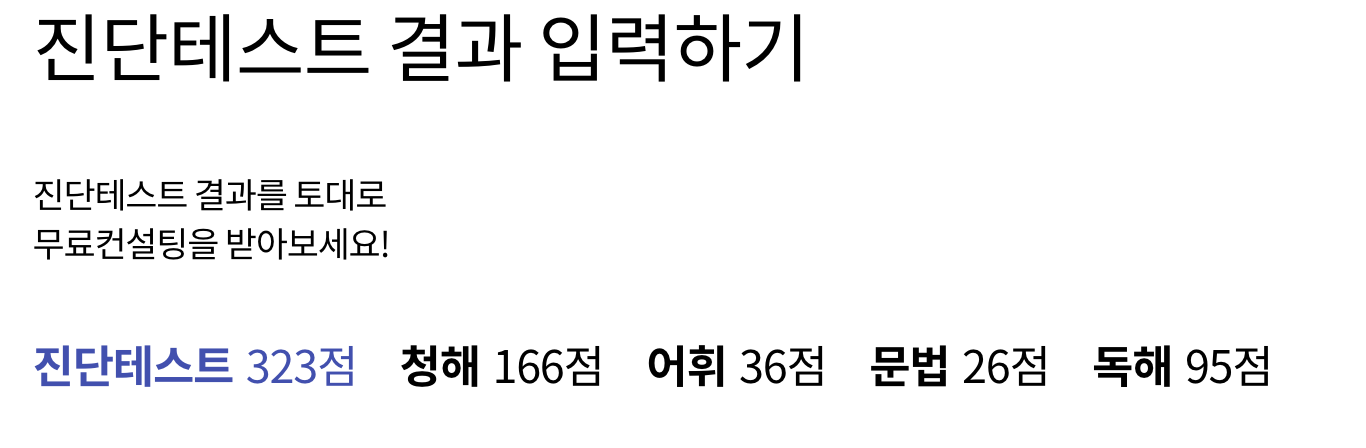 진단테스트 결과 입력하기
진단테스트 결과를 토대로
무료컨설팅을 받아보세요!
진단테스트 323점 청해 166점 어휘 36점 문법 26점 독해 95점